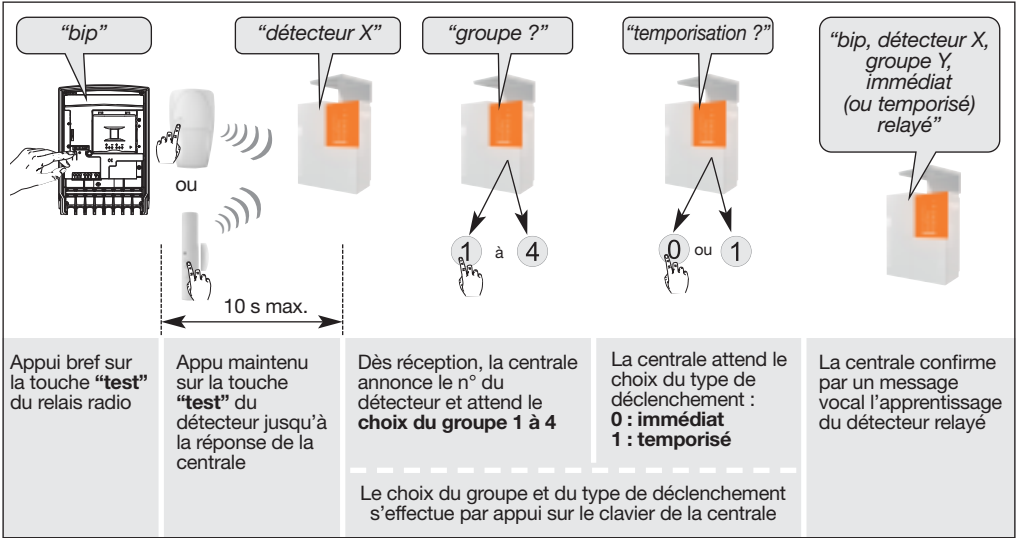 “bip”
“détecteur X”
“groupe ?”
“temporisation ?”
“bip, détecteur X,
groupe Y,
immédiat
(ou temporisé)
relayé”
ou
1 à 4
0 ou 1
10 s max.
Appui bref sur
la touche “test”
du relais radio
Appu maintenu
sur la touche
“test” du
détecteur jusqu’à
la réponse de la
centrale
Dès réception, la centrale
annonce le n° du
détecteur et attend le
choix du groupe 1 à 4
La centrale attend le
choix du type de
déclenchement :
0 : immédiat
1 : temporisé
Le choix du groupe et du type de déclenchement
s’effectue par appui sur le clavier de la centrale
La centrale confirme
par un message
vocal l’apprentissage
du détecteur relayé